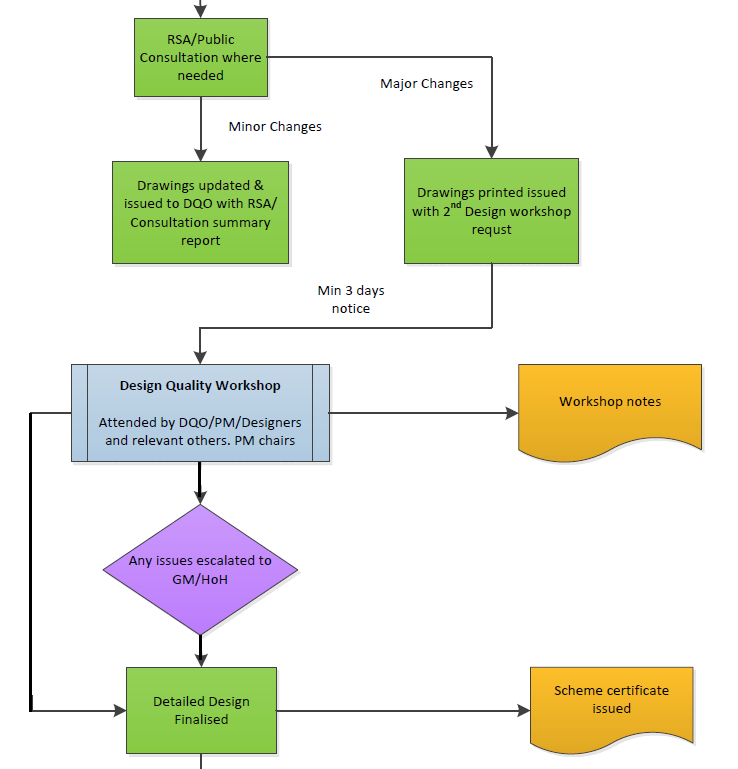 RSA/Public
Consultation where
needed
Major Changes
Minor Changes
Drawings updated &
issued to DQO with RSA/
Consultation summary
report
Drawings printed issued
with 2nd Design workshop
requst
Min 3 days
notice
Design Quality Workshop
Attended by DQO/PM/Designers
and relevant others. PM chairs
Workshop notes
Any issues escalated to
GM/HoH
Detailed Design
Finalised
Scheme certificate
issued